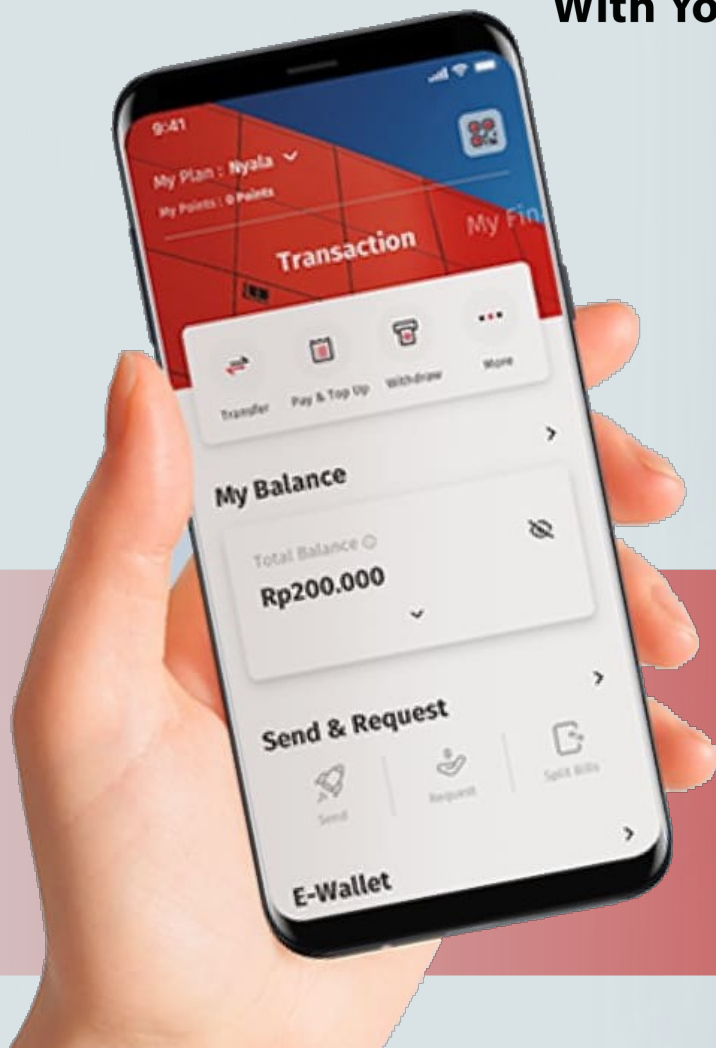 With Yo
9:41
My Plan : Nyala
My Points : 0 Points
Transaction
My Fin
Transfer
Pay & Top Up
Withdraw
More
My Balance
Total Balance
Rp200.000
Send & Request
Send
Request
Split Bills
E-Wallet